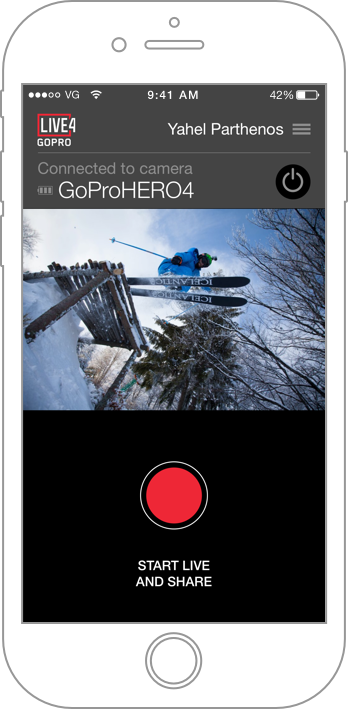 VG
9:41 AM
42%
LIVE4
GOPRO
Yahel Parthenos
Connected to camera
GoProHERO4
ICELANTIC
ICELANTIC
START LIVE
AND SHARE